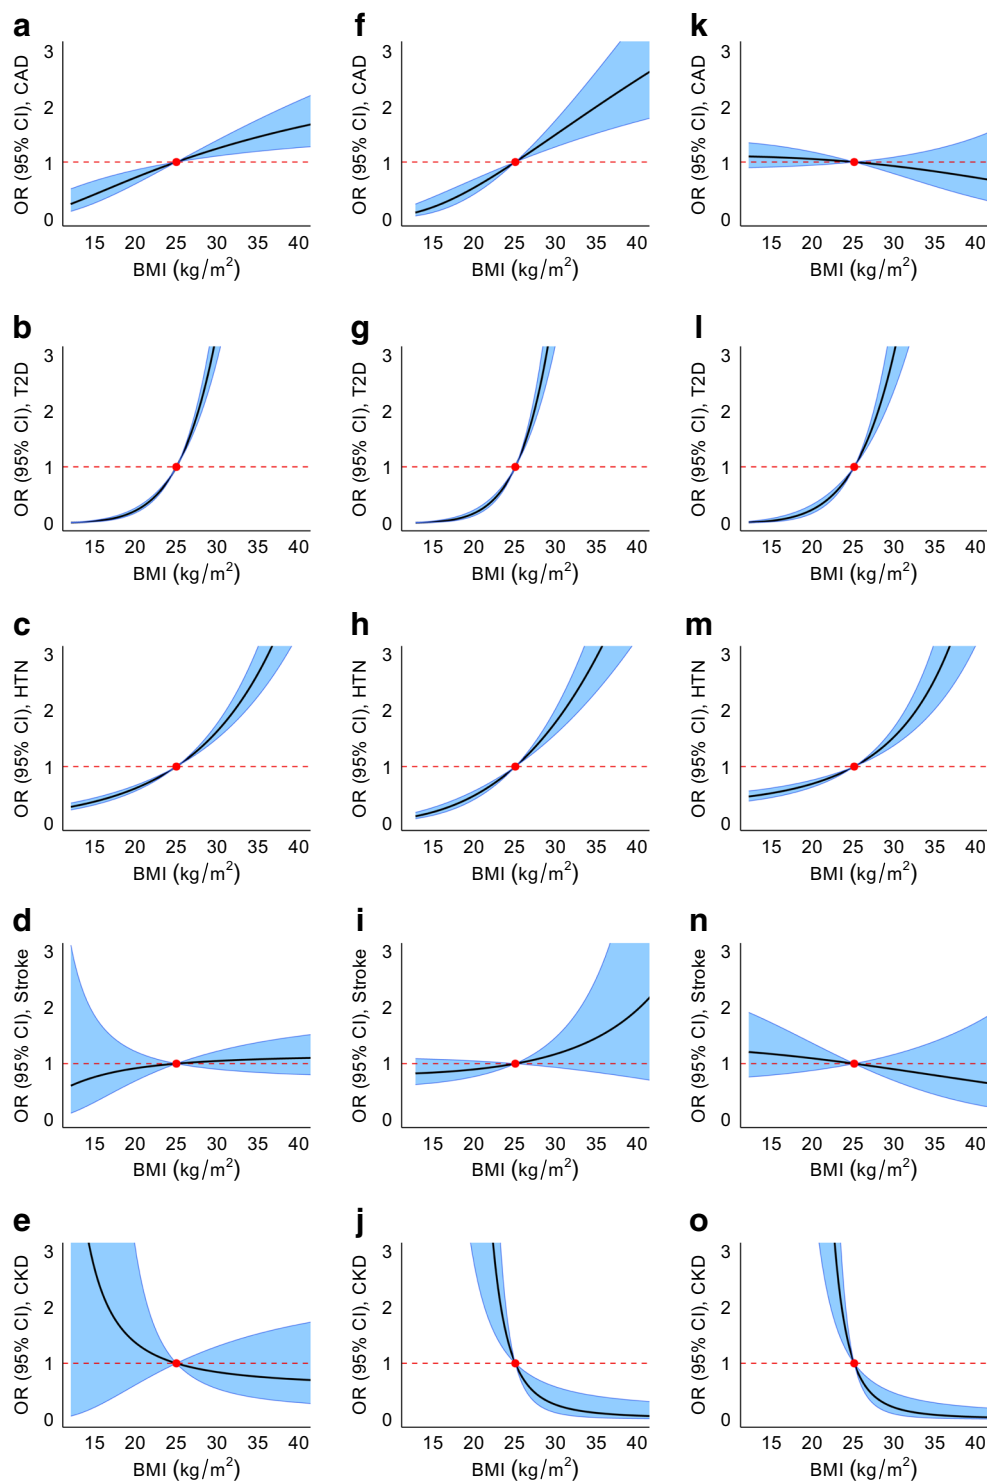 a
OR (95% CI), CAD
3
2
1
0
15 20 25 30 35 40
BMI (kg/m²)
f
OR (95% CI), CAD
3
2
1
0
15 20 25 30 35 40
BMI (kg/m²)
k
OR (95% CI), CAD
3
2
1
0
15 20 25 30 35 40
BMI (kg/m²)
b
OR (95% CI), T2D
3
2
1
0
15 20 25 30 35 40
BMI (kg/m²)
g
OR (95% CI), T2D
3
2
1
0
15 20 25 30 35 40
BMI (kg/m²)
l
OR (95% CI), T2D
3
2
1
0
15 20 25 30 35 40
BMI (kg/m²)
c
OR (95% CI), HTN
3
2
1
0
15 20 25 30 35 40
BMI (kg/m²)
h
OR (95% CI), HTN
3
2
1
0
15 20 25 30 35 40
BMI (kg/m²)
m
OR (95% CI), HTN
3
2
1
0
15 20 25 30 35 40
BMI (kg/m²)
d
OR (95% CI), Stroke
3
2
1
0
15 20 25 30 35 40
BMI (kg/m²)
i
OR (95% CI), Stroke
3
2
1
0
15 20 25 30 35 40
BMI (kg/m²)
n
OR (95% CI), Stroke
3
2
1
0
15 20 25 30 35 40
BMI (kg/m²)
e
OR (95% CI), CKD
3
2
1
0
15 20 25 30 35 40
BMI (kg/m²)
j
OR (95% CI), CKD
3
2
1
0
15 20 25 30 35 40
BMI (kg/m²)
o
OR (95% CI), CKD
3
2
1
0
15 20 25 30 35 40
BMI (kg/m²)